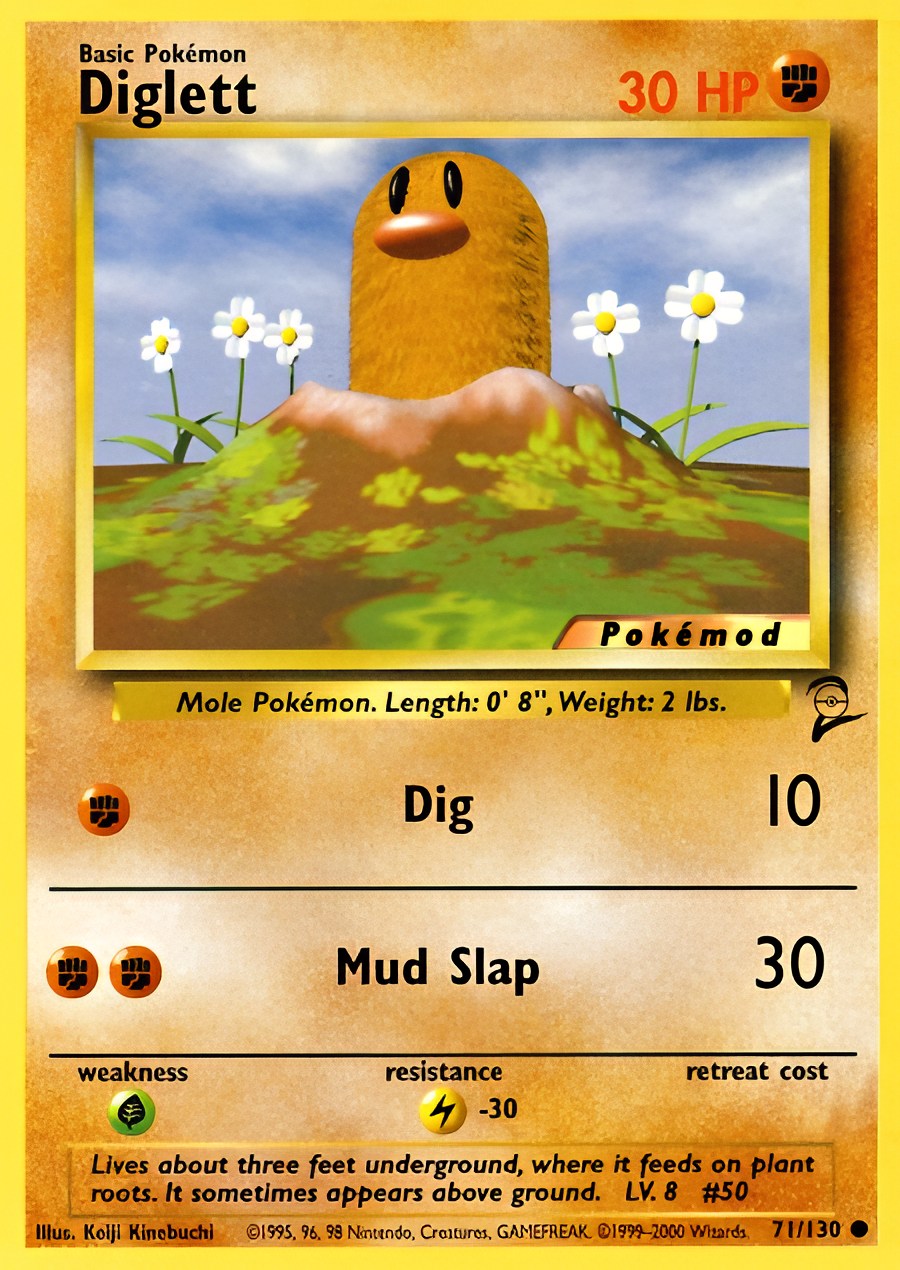 Basic Pokémon
Diglett
30 HP
Pokémod
Mole Pokémon. Length: 0' 8", Weight: 2 lbs.
Dig 10
Mud Slap 30
weakness resistance retreat cost
-30
Lives about three feet underground, where it feeds on plant
roots. It sometimes appears above ground. LV. 8 #50
Illus. Keiji Kinebuchi ©1995, 96, 98 Nintendo, Creatures, GAMEFREAK. ©1999–2000 Wizards. 71/130